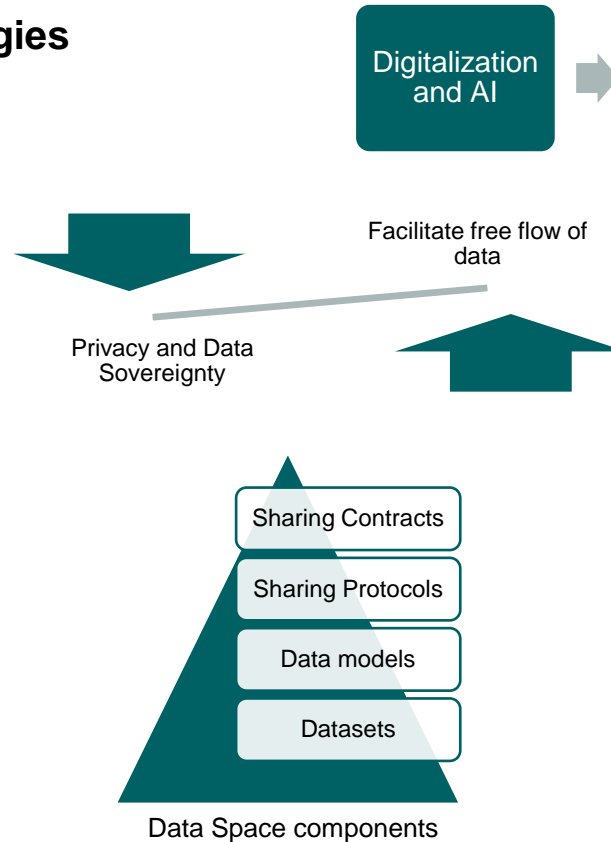 gies
Digitalization
and AI
Facilitate free flow of
data
Privacy and Data
Sovereignty
Sharing Contracts
Sharing Protocols
Data models
Datasets
Data Space components